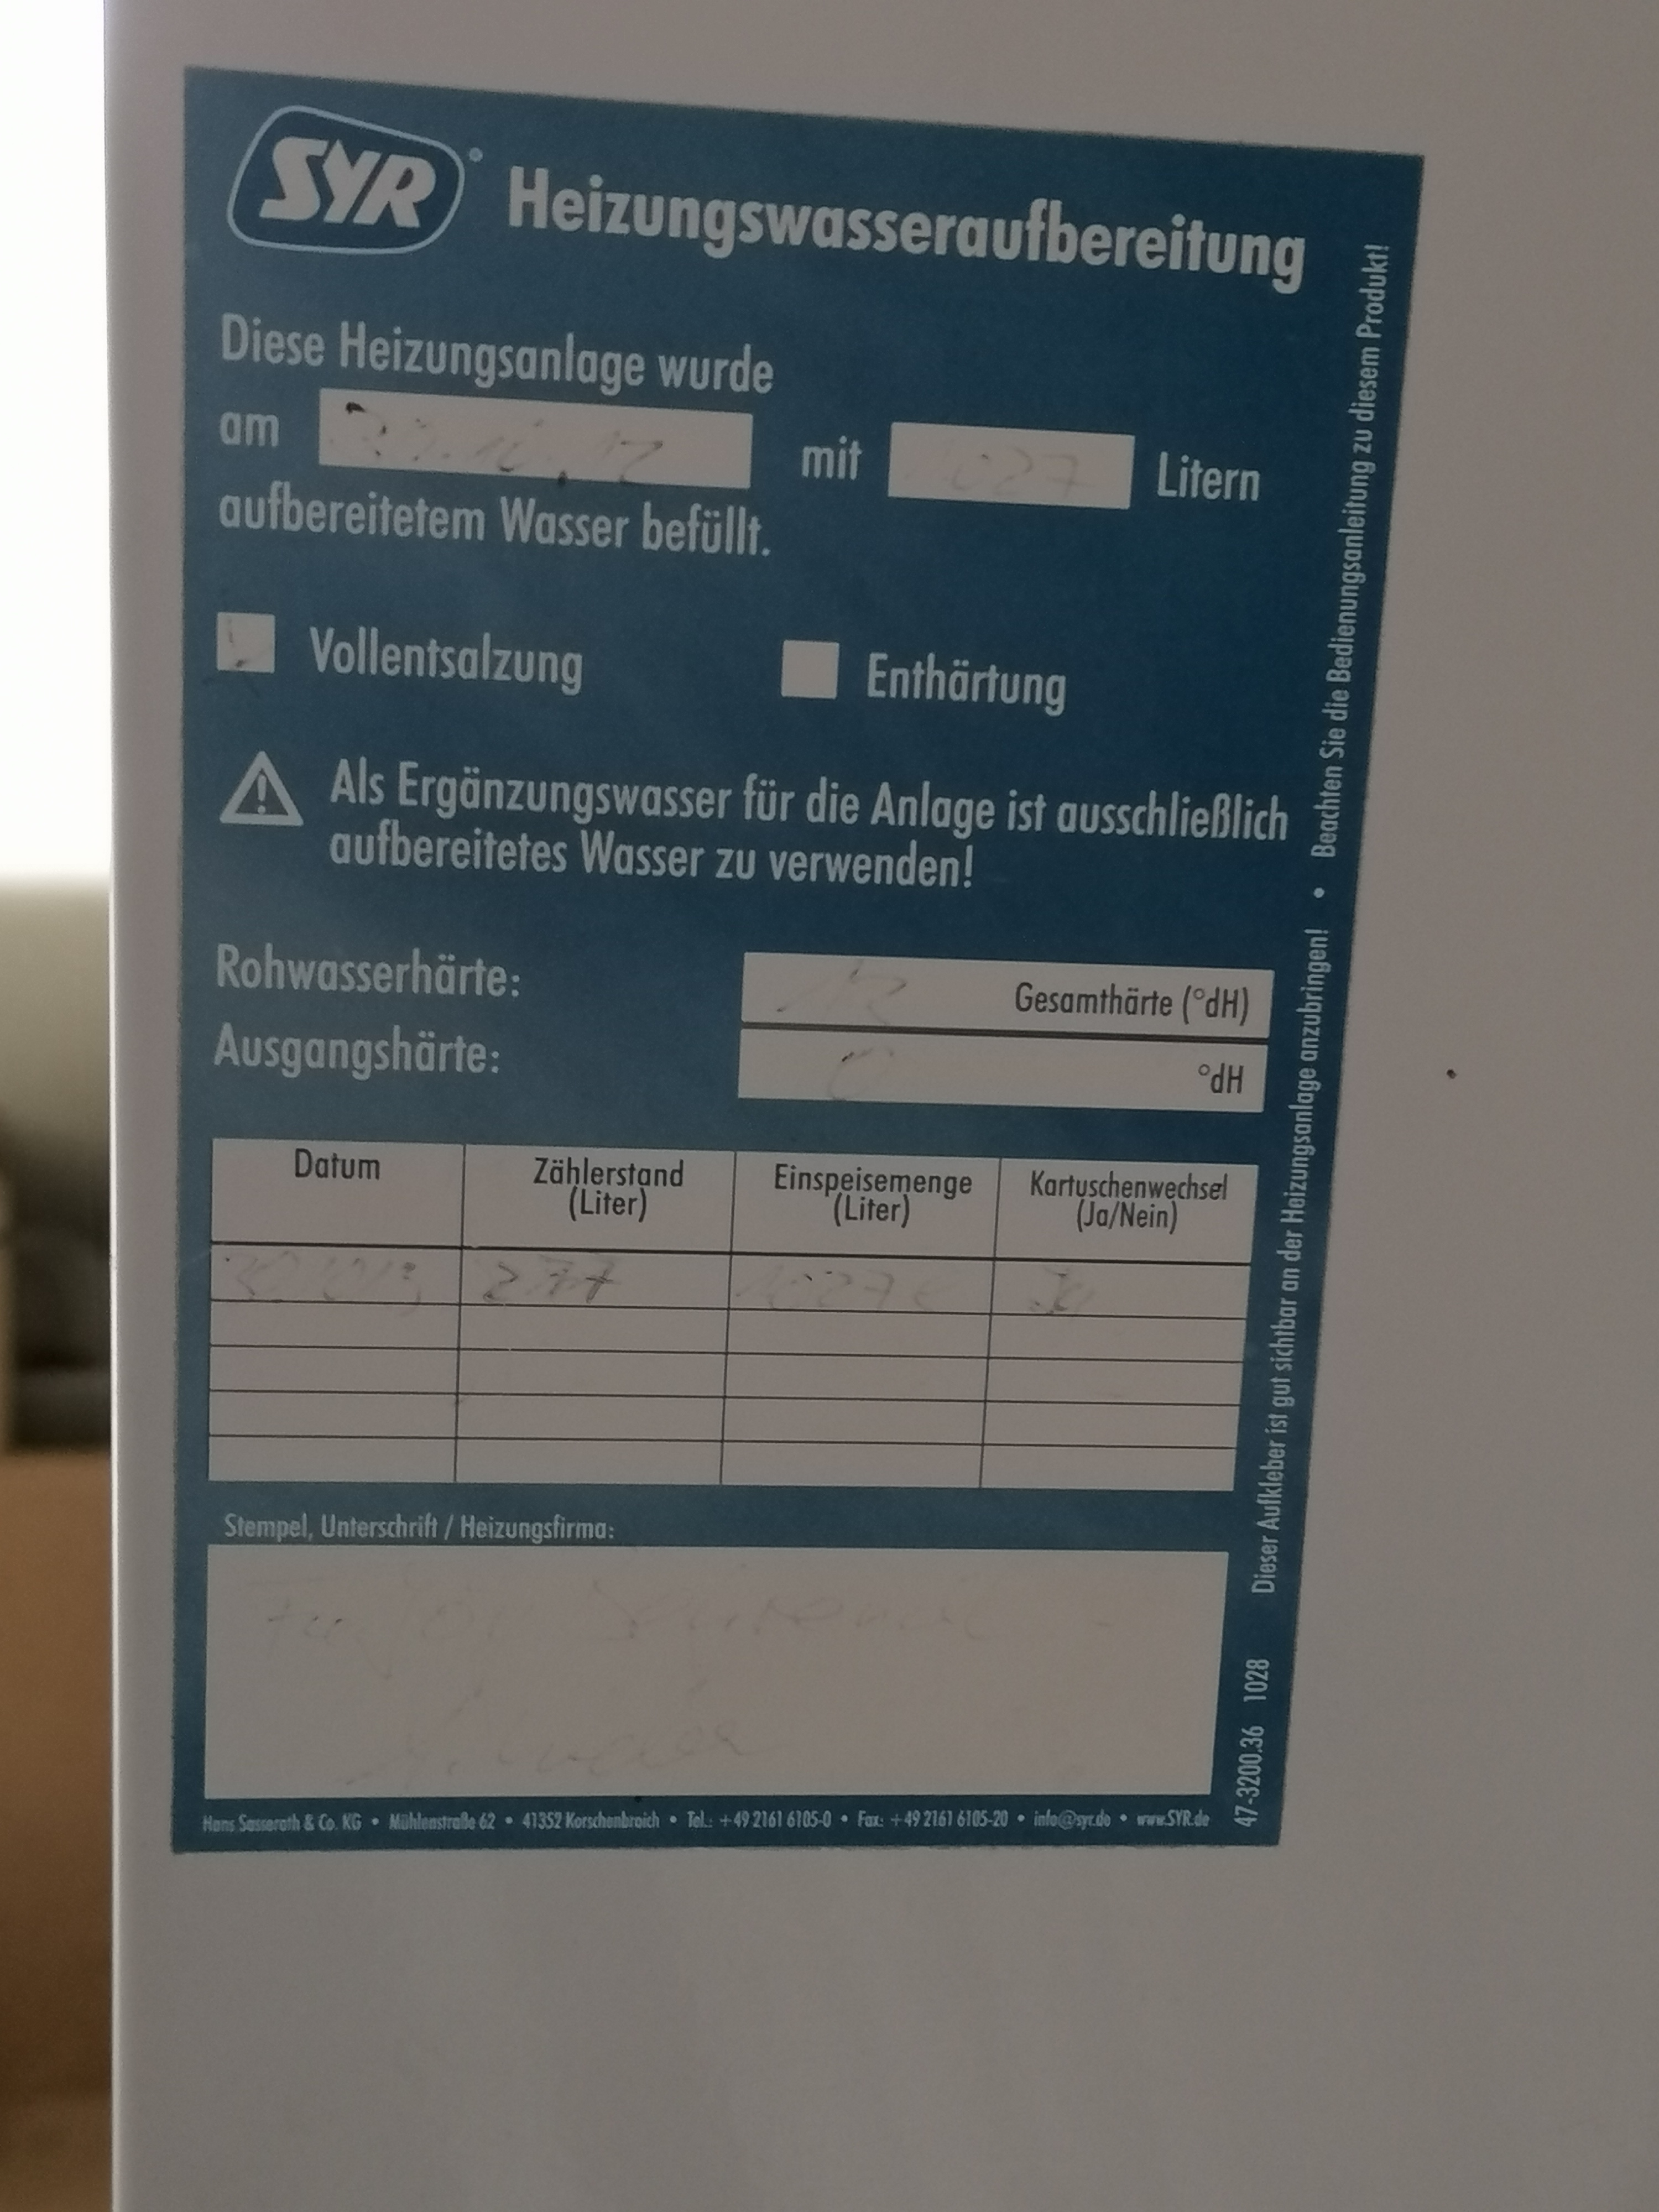 SYR
Heizungswasseraufbereitung
Diese Heizungsanlage wurde
am mit Litern
aufbereitetem Wasser befüllt.
Vollentsalzung Enthärtung
Als Ergänzungswasser für die Anlage ist ausschließlich
aufbereitetes Wasser zu verwenden!
Rohwasserhärte: Gesamthärte (°dH)
Ausgangshärte: 0 °dH
Datum Zählerstand (Liter) Einspeisemenge (Liter) Kartuschenwechsel (Ja/Nein)
277 Ja
Stempel, Unterschrift / Heizungsfirma:
Hans Sasserath & Co. KG • Mühlenstraße 62 • 41352 Korschenbroich • Tel.: +49 2161 6105-0 • Fax: +49 2161 6105-20 • info@syr.de • www.SYR.de
47-3200.36 1028 Dieser Aufkleber ist gut sichtbar an der Heizungsanlage anzubringen! • Beachten Sie die Bedienungsanleitung zu diesem Produkt!